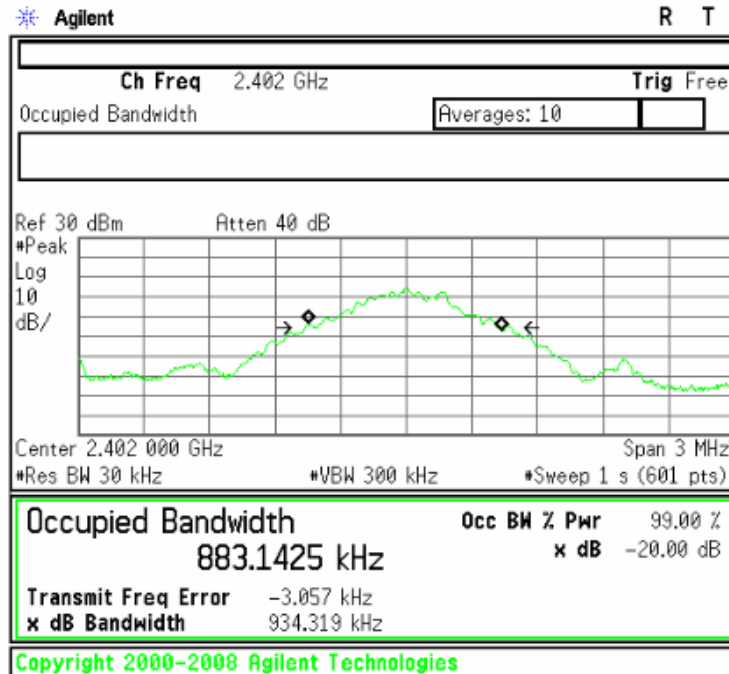 Agilent R T
Ch Freq 2.402 GHz Trig Free
Occupied Bandwidth Averages: 10
Ref 30 dBm Atten 40 dB
#Peak
Log
10
dB/
Center 2.402 000 GHz Span 3 MHz
#Res BW 30 kHz #VBW 300 kHz #Sweep 1 s (601 pts)
Occupied Bandwidth Occ BW % Pwr 99.00 %
883.1425 kHz x dB -20.00 dB
Transmit Freq Error -3.057 kHz
x dB Bandwidth 934.319 kHz
Copyright 2000-2008 Agilent Technologies